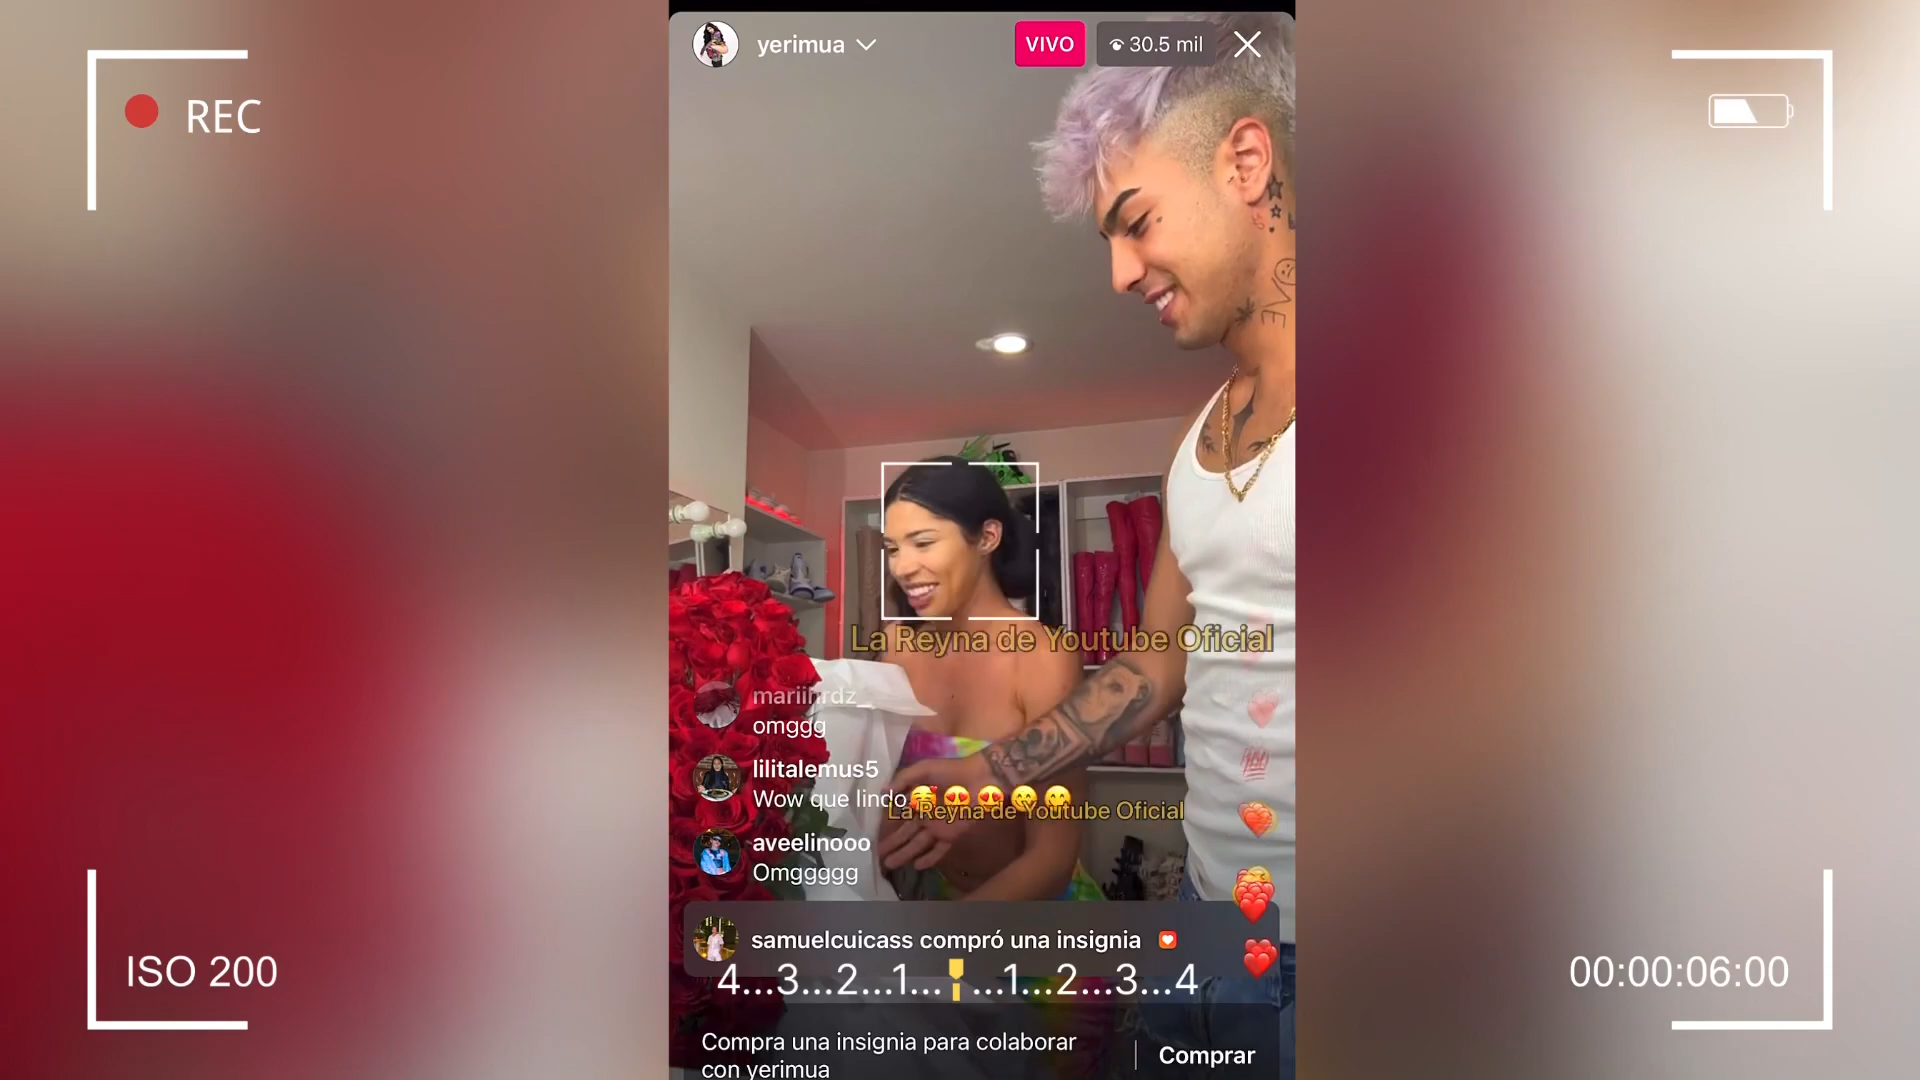 yerimua
VIVO
30.5 mil
REC
La Reyna de Youtube Oficial
mariihrdz_
omggg
lilitalemus5
Wow que lindo🥰😍😍😊😊
La Reyna de Youtube Oficial
aveelinooo
Omggggg
samuelcuicass compró una insignia
4...3...2...1... ...1...2...3...4
ISO 200
00:00:06:00
Compra una insignia para colaborar
con yerimua
Comprar